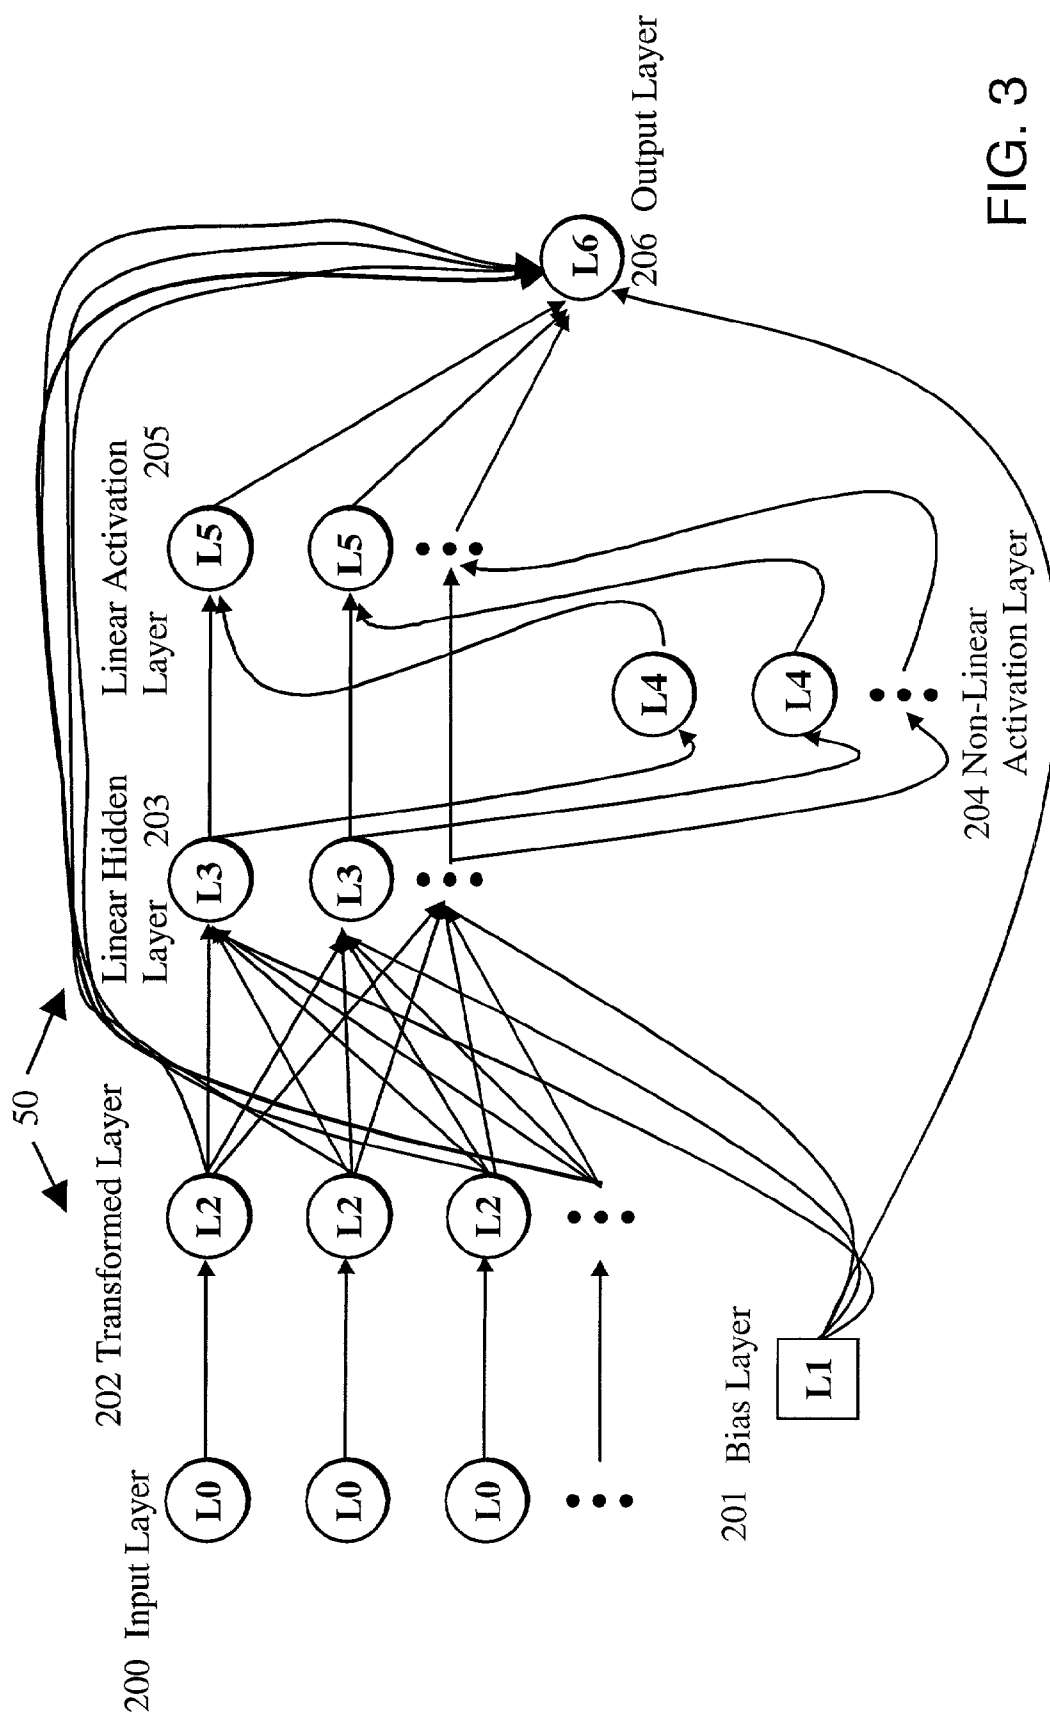 50
200 Input Layer
202 Transformed Layer
Linear Hidden
Layer 203
Linear Activation
Layer 205
L0
L2
L3
L5
L0
L2
L3
L5
L0
L2
L6
206 Output Layer
L4
L4
201 Bias Layer
L1
204 Non-Linear
Activation Layer
FIG. 3